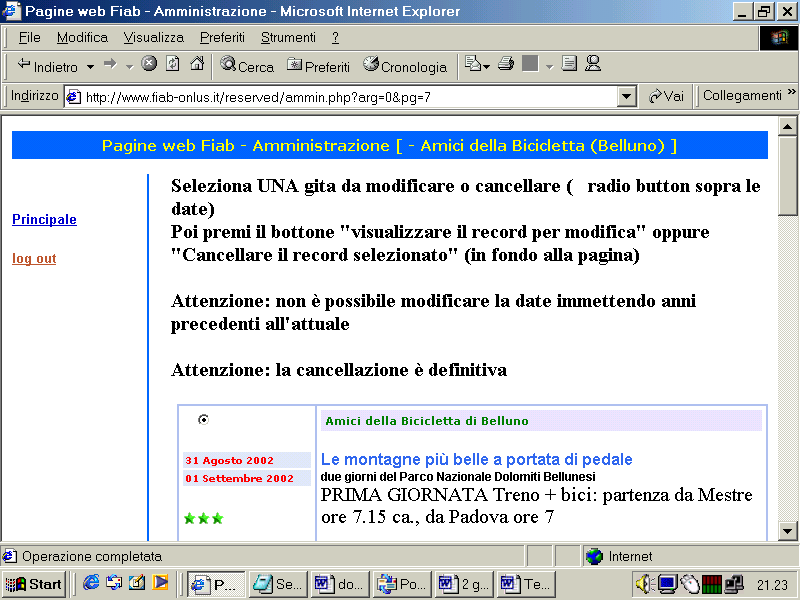 Pagine web Fiab - Amministrazione - Microsoft Internet Explorer
File Modifica Visualizza Preferiti Strumenti ?
Indietro Cerca Preferiti Cronologia
Indirizzo http://www.fiab-onlus.it/reserved/ammin.php?arg=0&pg=7 Vai Collegamenti »
Pagine web Fiab - Amministrazione [ - Amici della Bicicletta (Belluno) ]
Principale
log out
Seleziona UNA gita da modificare o cancellare ( radio button sopra le
date)
Poi premi il bottone "visualizzare il record per modifica" oppure
"Cancellare il record selezionato" (in fondo alla pagina)
Attenzione: non è possibile modificare la date immettendo anni
precedenti all'attuale
Attenzione: la cancellazione è definitiva
Amici della Bicicletta di Belluno
31 Agosto 2002
01 Settembre 2002
Le montagne più belle a portata di pedale
due giorni del Parco Nazionale Dolomiti Bellunesi
PRIMA GIORNATA Treno + bici: partenza da Mestre
ore 7.15 ca., da Padova ore 7
Operazione completata Internet
Start P... Se... do... Po... 2 g... Te... 21.23